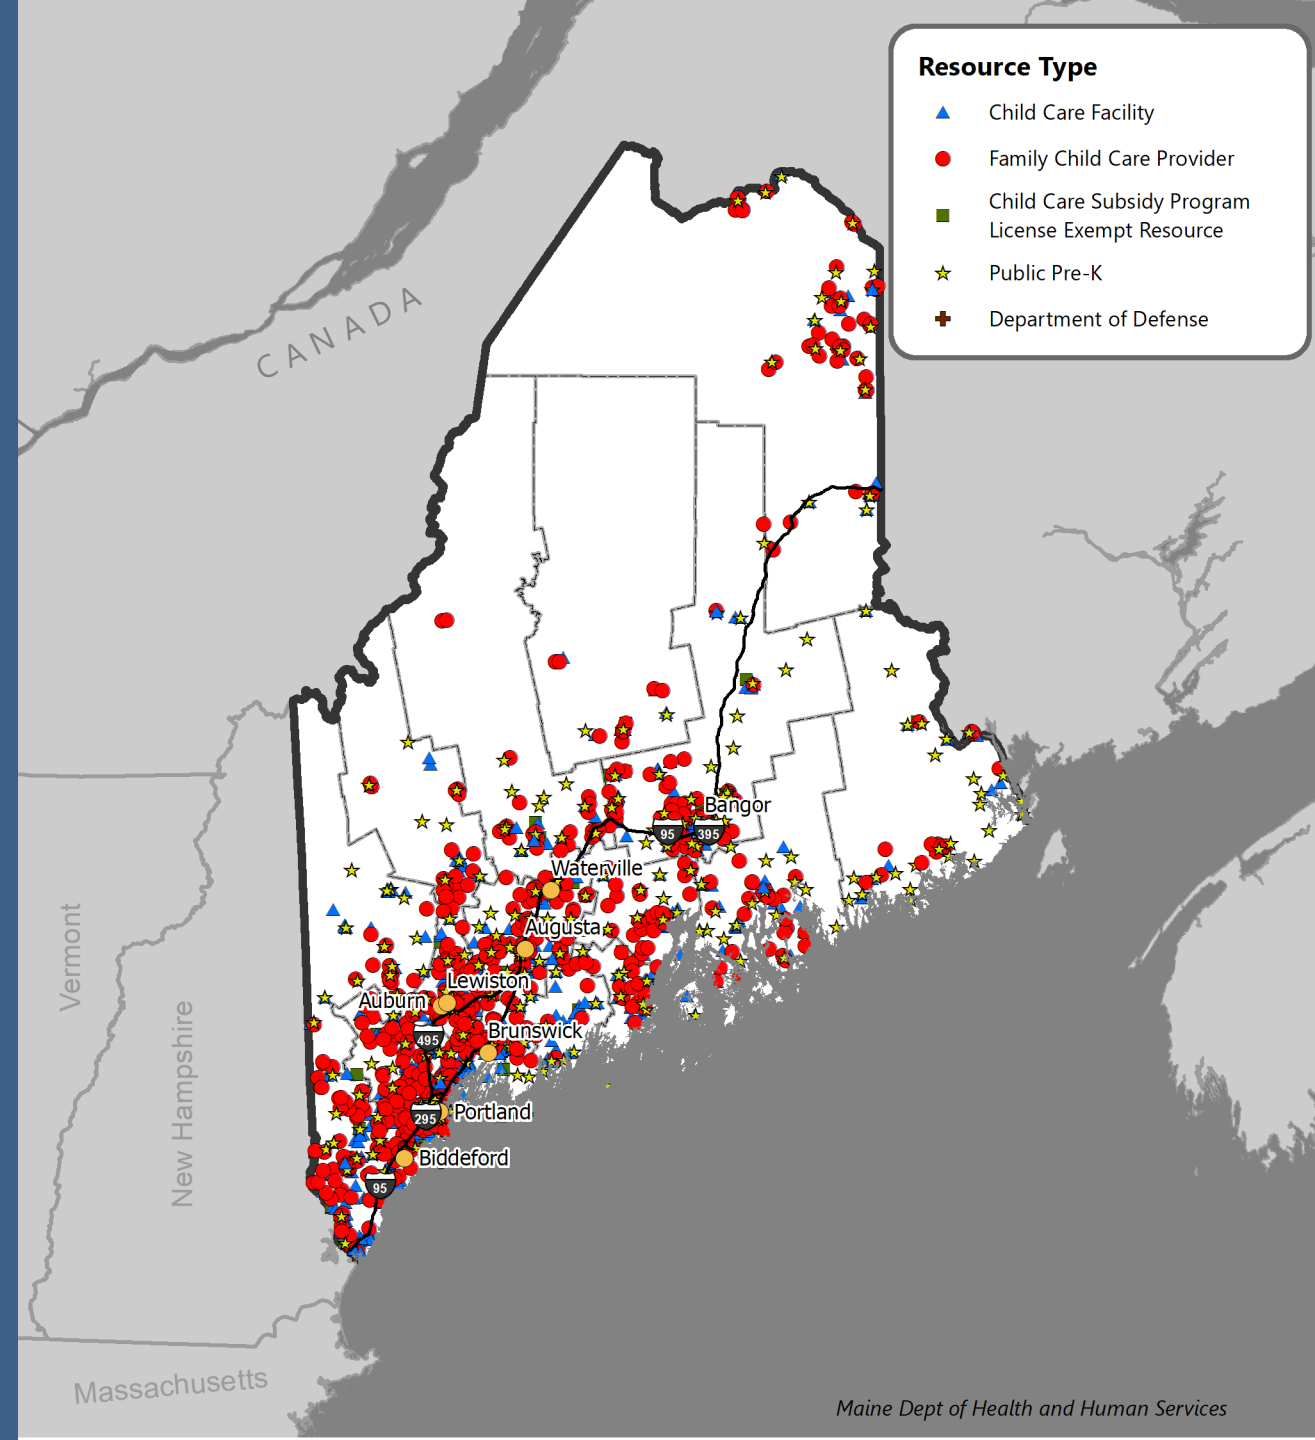 Resource Type
Child Care Facility
Family Child Care Provider
Child Care Subsidy Program
License Exempt Resource
Public Pre-K
Department of Defense
CANADA
Bangor
95
395
Waterville
Augusta
Lewiston
Auburn
Brunswick
495
Portland
295
Biddeford
95
Vermont
New Hampshire
Massachusetts
Maine Dept of Health and Human Services